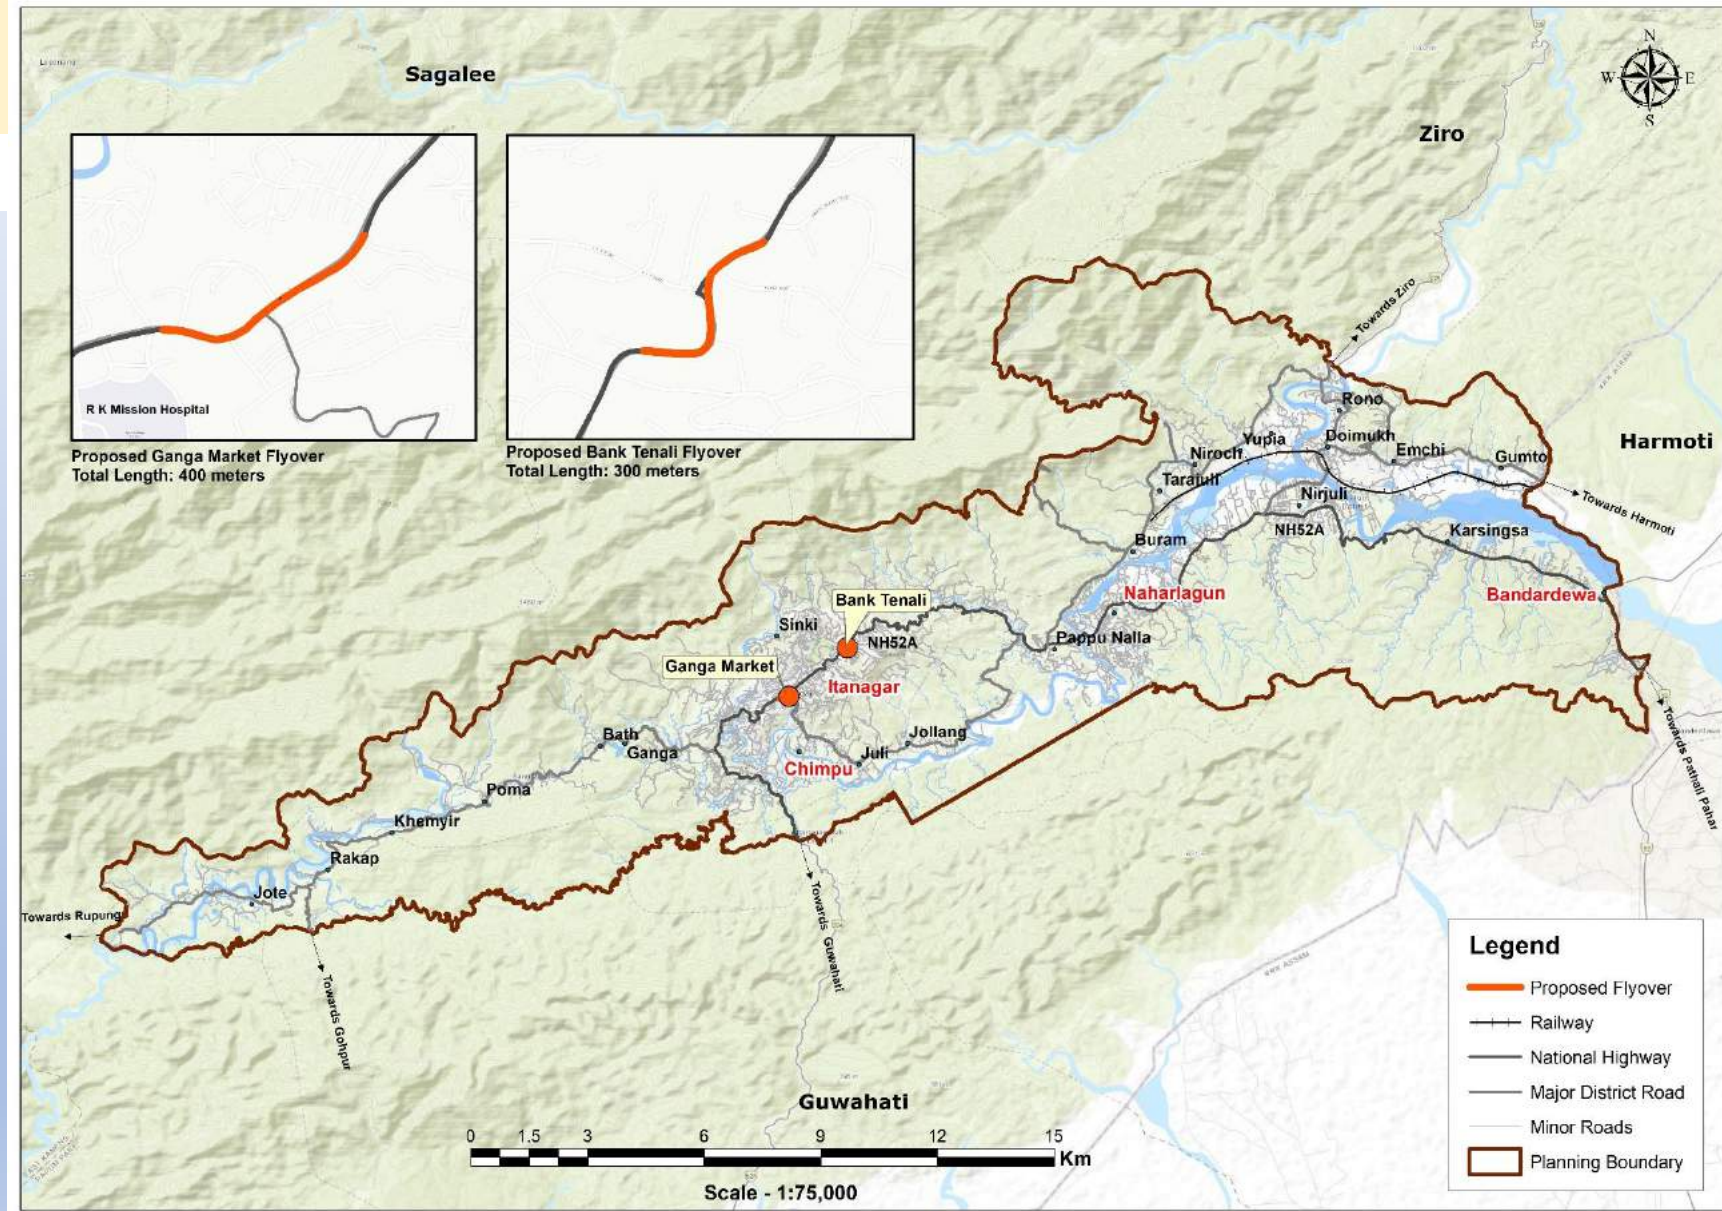 Sagalee
Ziro
N
W
E
S
R K Mission Hospital
Proposed Ganga Market Flyover
Total Length: 400 meters
Proposed Bank Tenali Flyover
Total Length: 300 meters
Towards Ziro
Rono
Harmoti
Yupia
Doimukh
Emchi
Niroch
Gumto
Tarajuli
Nirjuli
Towards Harmoti
NH52A
Karsingsa
Buram
Naharlagun
Bandardewa
Bank Tenali
Sinki
NH52A
Pappu Nalla
Ganga Market
Itanagar
Bath
Ganga
Jollang
Juli
Chimpu
Towards Pathali Pahar
Poma
Khemyir
Rakap
Jote
Towards Rupung
Towards Guwahati
Towards Gohpur
Guwahati
0 1.5 3 6 9 12 15
Km
Scale - 1:75,000
Legend
Proposed Flyover
Railway
National Highway
Major District Road
Minor Roads
Planning Boundary